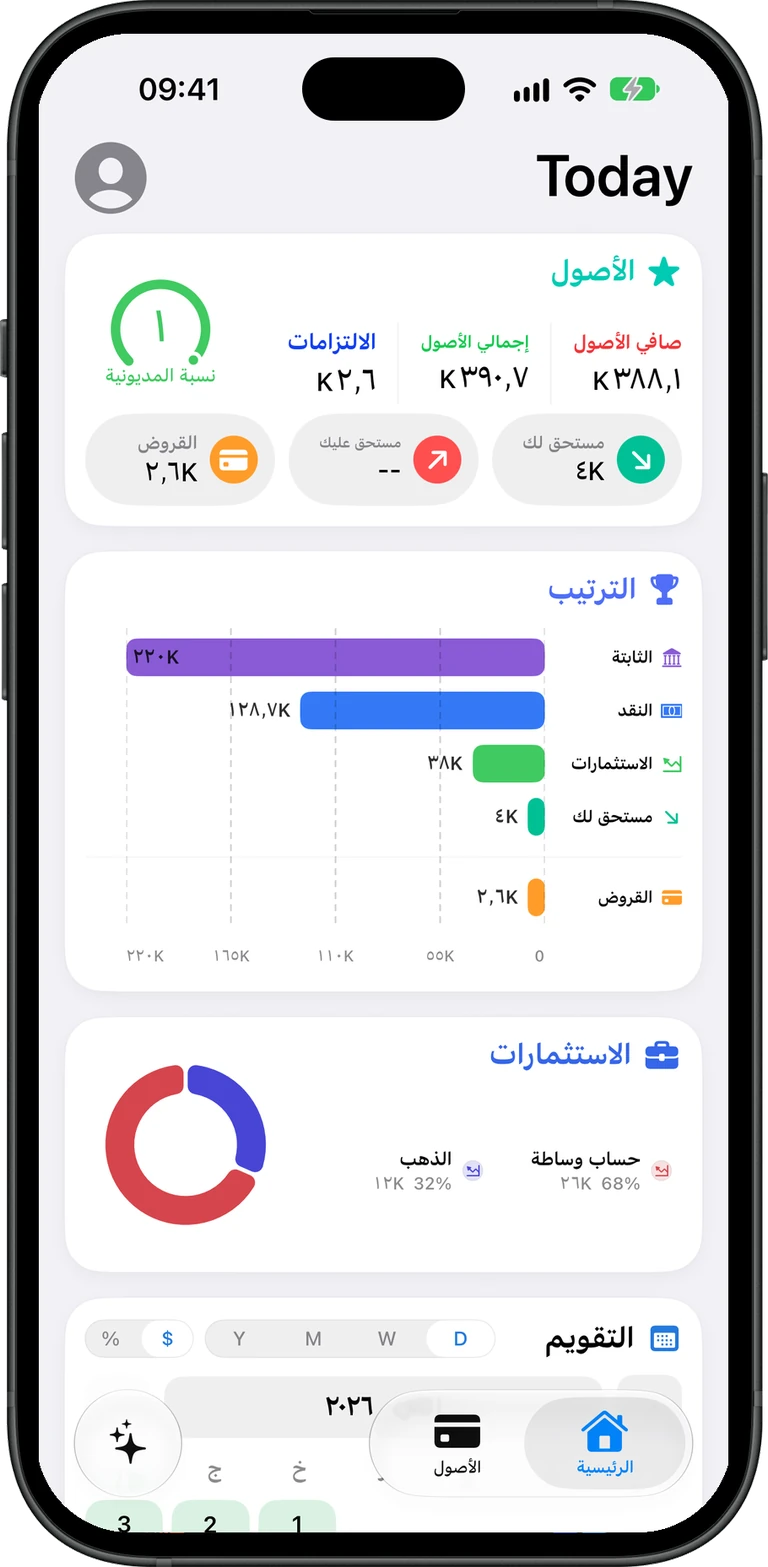 09:41
Today
الأصول
صافي الأصول
K٣٨٨,١
إجمالي الأصول
K٣٩٠,٧
الالتزامات
K٢,٦
١
نسبة المديونية
مستحق لك
٤K
مستحق عليك
--
القروض
٢,٦K
الترتيب
الثابتة
٢٢٠K
النقد
١٢٨,٧K
الاستثمارات
٣٨K
مستحق لك
٤K
القروض
٢,٦K
0 ٥٥K ١١٠K ١٦٥K ٢٢٠K
الاستثمارات
حساب وساطة
٢٦K 68%
الذهب
١٢K 32%
التقويم
D W M Y
$ %
٢٠٢٦
خ ج
1 2 3
الرئيسية
الأصول